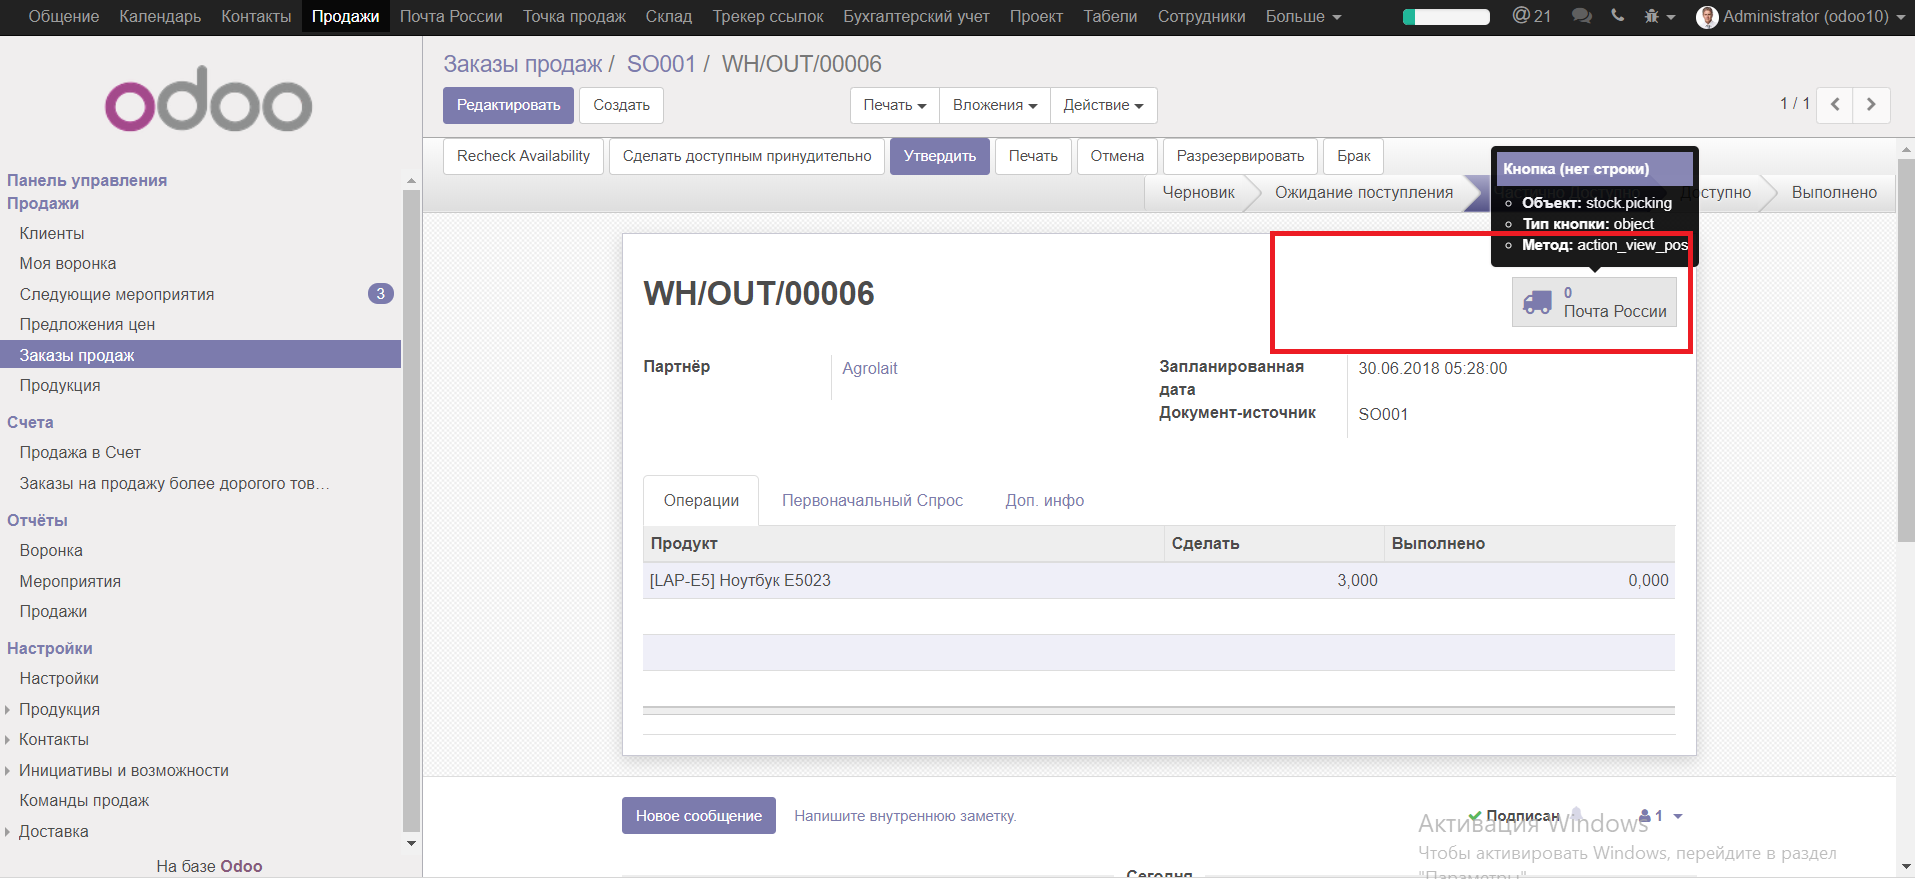 Общение Календарь Контакты Продажи Почта России Точка продаж Склад Трекер ссылок Бухгалтерский учет Проект Табели Сотрудники Больше @ 21 Administrator (odoo10)
odoo
Панель управления
Продажи
Клиенты
Моя воронка
Следующие мероприятия 3
Предложения цен
Заказы продаж
Продукция
Счета
Продажа в Счет
Заказы на продажу более дорогого тов…
Отчёты
Воронка
Мероприятия
Продажи
Настройки
Настройки
Продукция
Контакты
Инициативы и возможности
Команды продаж
Доставка
На базе Odoo
Заказы продаж / SO001 / WH/OUT/00006
Редактировать Создать Печать Вложения Действие 1 / 1
Recheck Availability Сделать доступным принудительно Утвердить Печать Отмена Разрезервировать Брак
Черновик Ожидание поступления Частично Доступно Доступно Выполнено
Кнопка (нет строки)
Объект: stock.picking
Тип кнопки: object
Метод: action_view_pos
WH/OUT/00006
0
Почта России
Партнёр Agrolait
Запланированная дата 30.06.2018 05:28:00
Документ-источник SO001
Операции Первоначальный Спрос Доп. инфо
Продукт Сделать Выполнено
[LAP-E5] Ноутбук E5023 3,000 0,000
Новое сообщение Напишите внутреннюю заметку. Подписан 1
Активация Windows
Чтобы активировать Windows, перейдите в раздел
"Параметры".
Сегодня